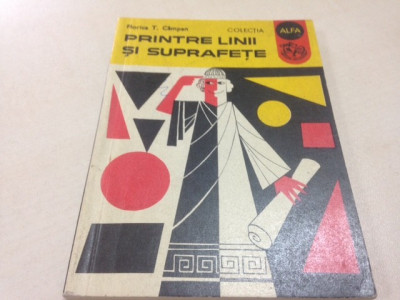 Florica T. Câmpan
COLECȚIA
ALFA
PRINTRE LINII
ȘI SUPRAFEȚE